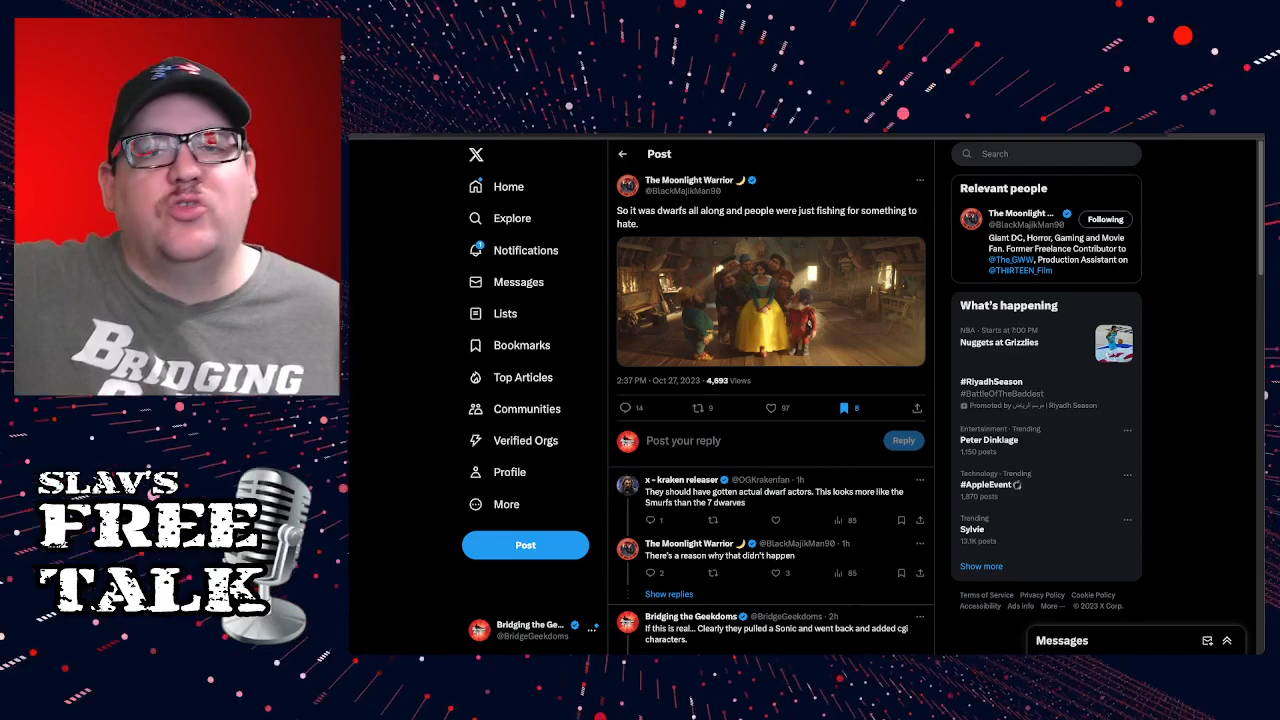 BRIDGING
SLAV'S
FREE
TALK
Home
Explore
1
Notifications
Messages
Lists
Bookmarks
Top Articles
Communities
Verified Orgs
Profile
More
Post
Bridging the Ge...
@BridgeGeekdoms
Post
The Moonlight Warrior 🌙
@BlackMajikMan90
So it was dwarfs all along and people were just fishing for something to
hate.
2:37 PM · Oct 27, 2023 · 4,693 Views
14 9 97 8
Post your reply
Reply
x - kraken releaser @OGKrakenfan · 1h
They should have gotten actual dwarf actors. This looks more like the
Smurfs than the 7 dwarves
1 85
The Moonlight Warrior 🌙 @BlackMajikMan90 · 1h
There's a reason why that didn't happen
2 3 85
Show replies
Bridging the Geekdoms @BridgeGeekdoms · 2h
If this is real... Clearly they pulled a Sonic and went back and added cgi
characters.
Search
Relevant people
The Moonlight ...
@BlackMajikMan90
Following
Giant DC, Horror, Gaming and Movie
Fan. Former Freelance Contributor to
@The_GWW, Production Assistant on
@THIRTEEN_Film
What's happening
NBA · Starts at 7:00 PM
Nuggets at Grizzlies
#RiyadhSeason
#BattleOfTheBaddest
Promoted by موسم الرياض | Riyadh Season
Entertainment · Trending
Peter Dinklage
1,150 posts
Technology · Trending
#AppleEvent
1,870 posts
Trending
Sylvie
13.1K posts
Show more
Terms of Service Privacy Policy Cookie Policy
Accessibility Ads info More... © 2023 X Corp.
Messages